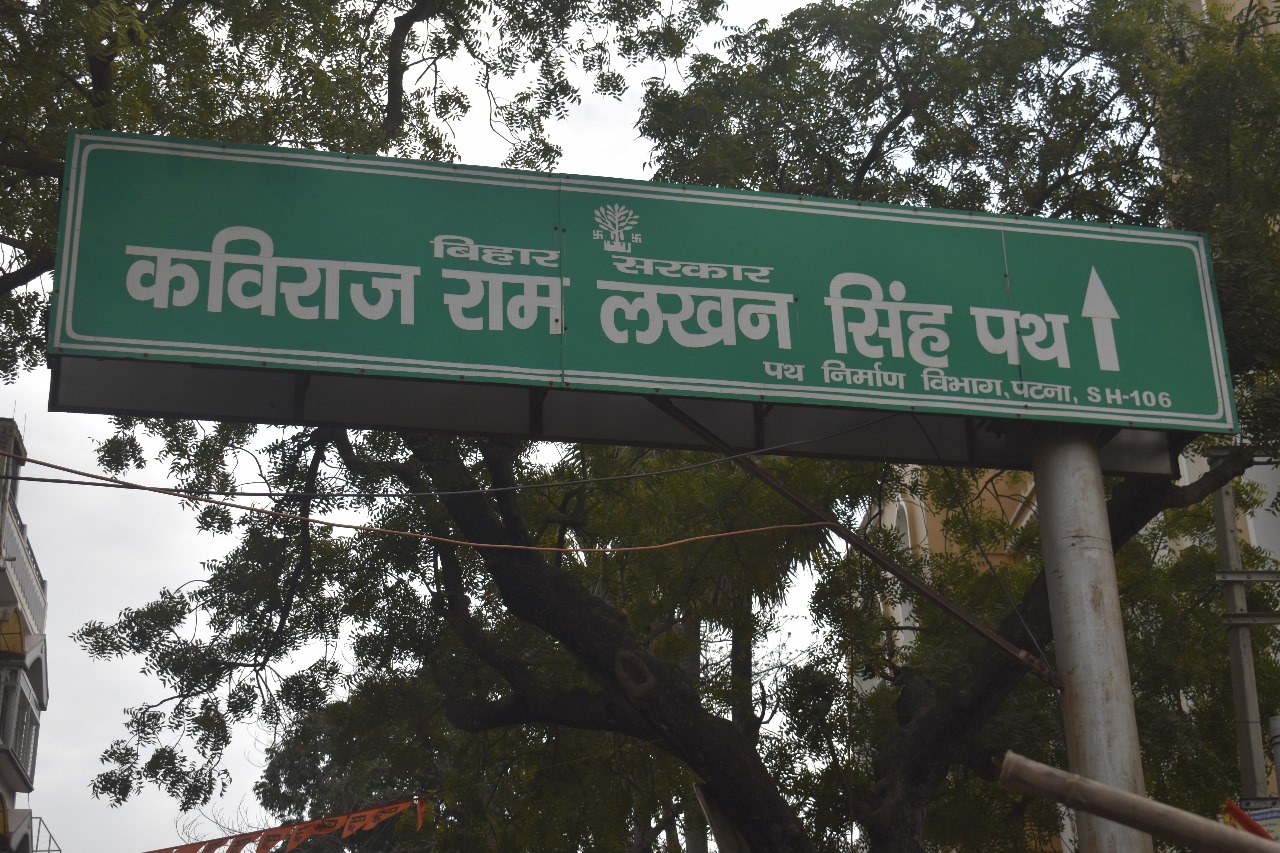 बिहार सरकार
कविराज राम लखन सिंह पथ
पथ निर्माण विभाग, पटना, SH-106